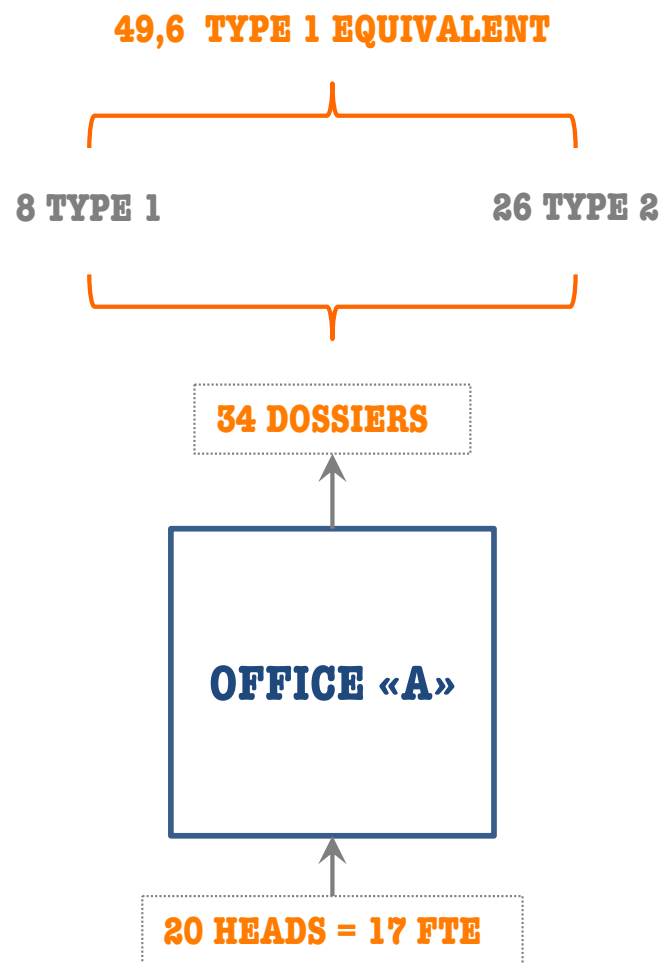 49,6 TYPE 1 EQUIVALENT
8 TYPE 1
26 TYPE 2
34 DOSSIERS
OFFICE «A»
20 HEADS = 17 FTE